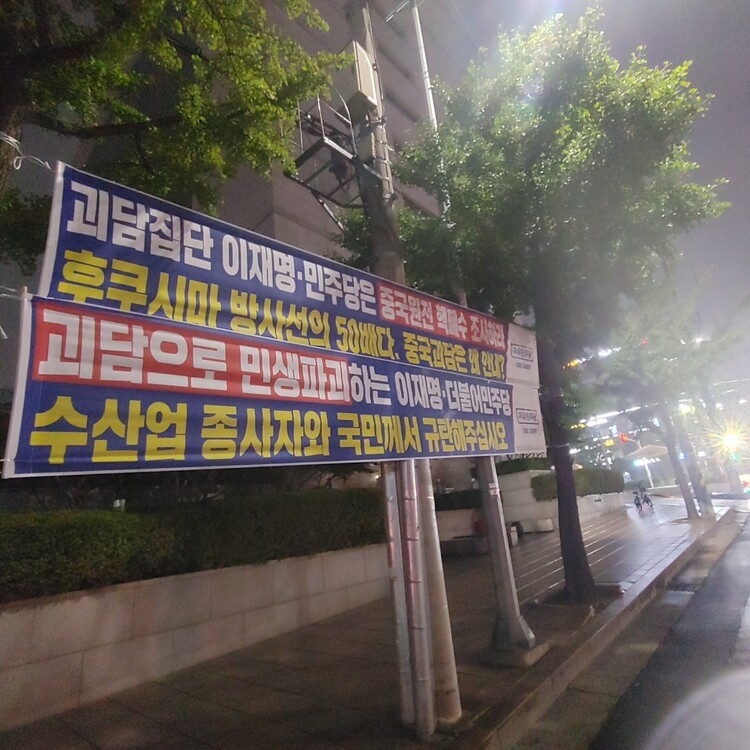 괴담집단 이재명·민주당은 중국원전 핵폐수 조사하라
후쿠시마 방사선의 50배다. 중국괴담은 왜 안내?
괴담으로 민생파괴하는 이재명·더불어민주당
수산업 종사자와 국민께서 규탄해주십시오